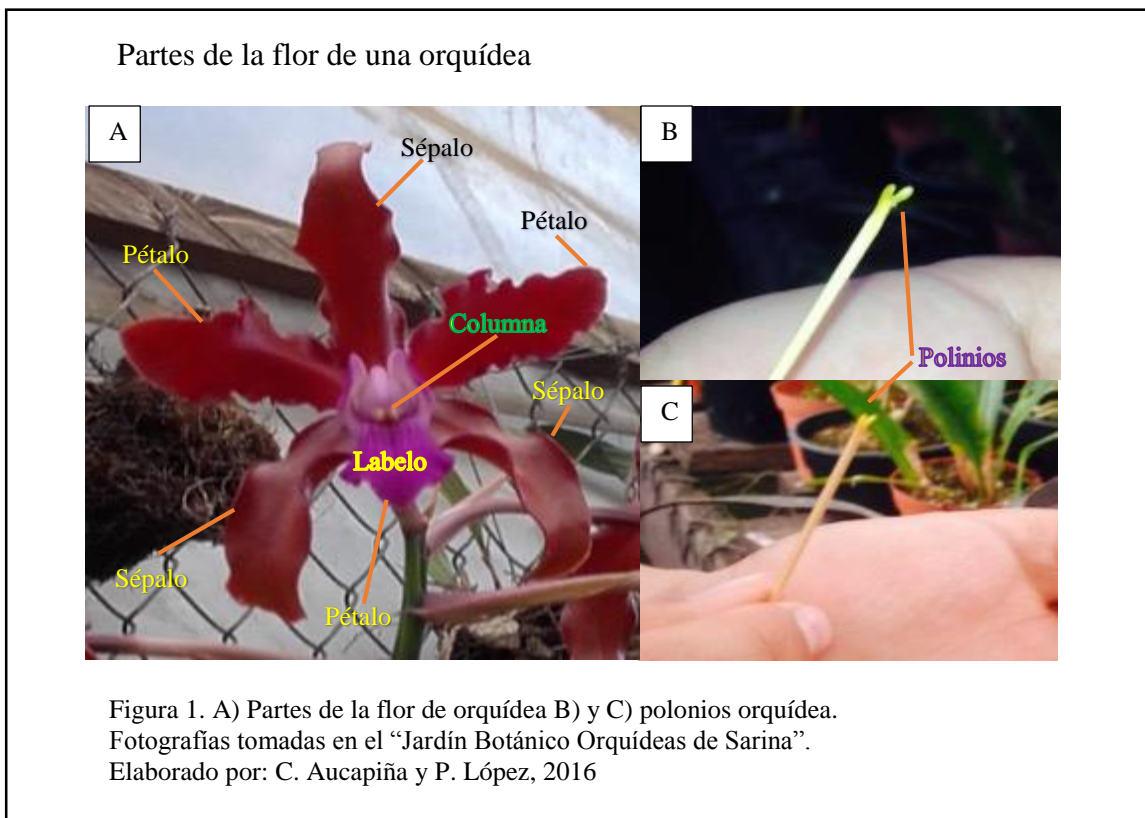 Partes de la flor de una orquídea
A
Sépalo
Pétalo
Pétalo
Columna
Sépalo
Labelo
Sépalo
Pétalo
B
Polinios
C
Figura 1. A) Partes de la flor de orquídea B) y C) polonios orquídea.
Fotografías tomadas en el “Jardín Botánico Orquídeas de Sarina”.
Elaborado por: C. Aucapiña y P. López, 2016